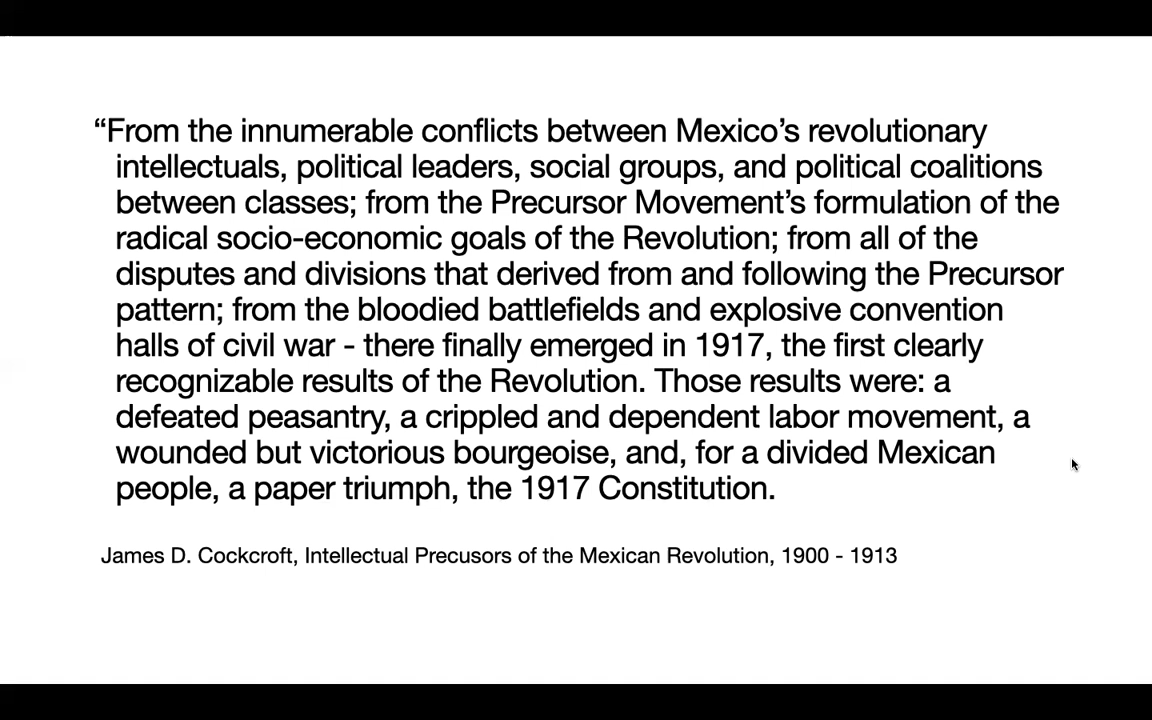 “From the innumerable conflicts between Mexico’s revolutionary
intellectuals, political leaders, social groups, and political coalitions
between classes; from the Precursor Movement’s formulation of the
radical socio-economic goals of the Revolution; from all of the
disputes and divisions that derived from and following the Precursor
pattern; from the bloodied battlefields and explosive convention
halls of civil war - there finally emerged in 1917, the first clearly
recognizable results of the Revolution. Those results were: a
defeated peasantry, a crippled and dependent labor movement, a
wounded but victorious bourgeoise, and, for a divided Mexican
people, a paper triumph, the 1917 Constitution.
James D. Cockcroft, Intellectual Precusors of the Mexican Revolution, 1900 - 1913